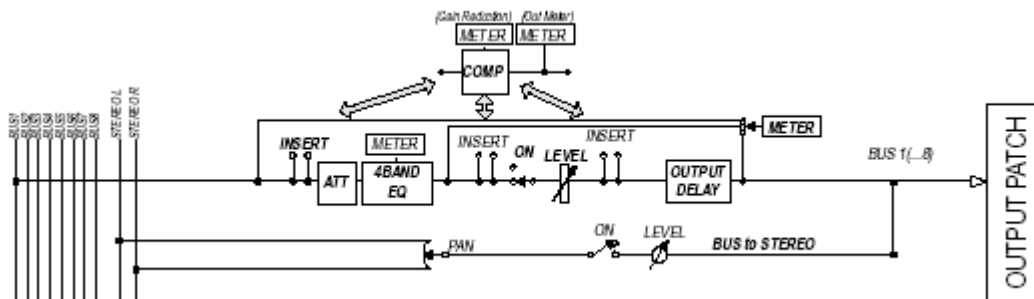 (Gain Reduction) (Out Meter)
METER METER
COMP
BUS1
BUS2
BUS3
BUS4
BUS5
BUS6
BUS7
BUS8
STEREO L
STEREO R
INSERT
METER
INSERT
ON
LEVEL
INSERT
METER
BUS 1(...8)
ATT
4BAND
EQ
OUTPUT
DELAY
PAN
ON
LEVEL
BUS to STEREO
OUTPUT PATCH